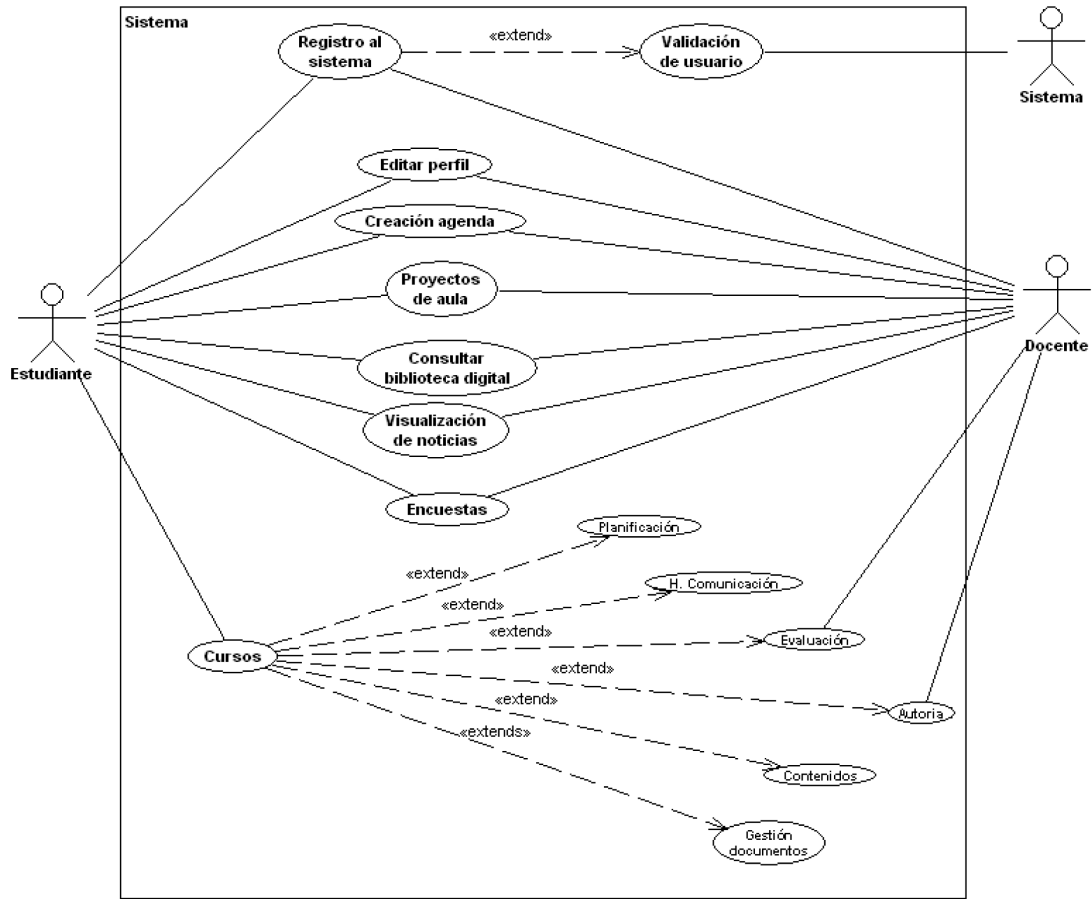 Sistema
Registro al
sistema
«extend»
Validación
de usuario
Sistema
Editar perfil
Creación agenda
Proyectos
de aula
Estudiante
Docente
Consultar
biblioteca digital
Visualización
de noticias
Encuestas
Planificación
«extend»
H. Comunicación
«extend»
«extend»
Evaluación
Cursos
«extend»
«extend»
Autoria
«extends»
Contenidos
Gestión
documentos